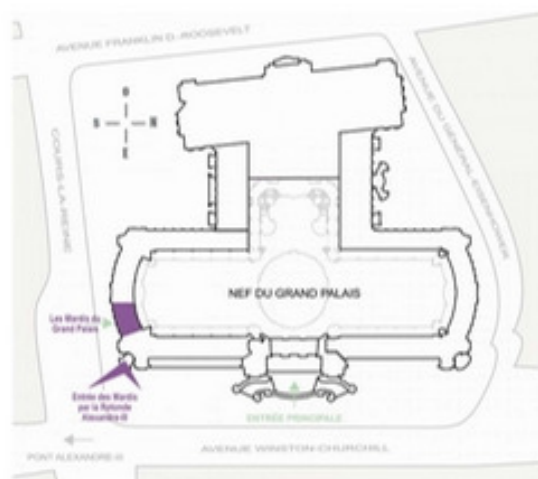 AVENUE FRANKLIN D.-ROOSEVELT
AVENUE DU GÉNÉRAL EISENHOWER
COURS-LA-REINE
O
S
N
E
NEF DU GRAND PALAIS
Les Mardis du
Grand Palais
Entrée des Mardis
par la Rotonde
Alexandre-III
ENTRÉE PRINCIPALE
AVENUE WINSTON-CHURCHILL
PONT ALEXANDRE-III